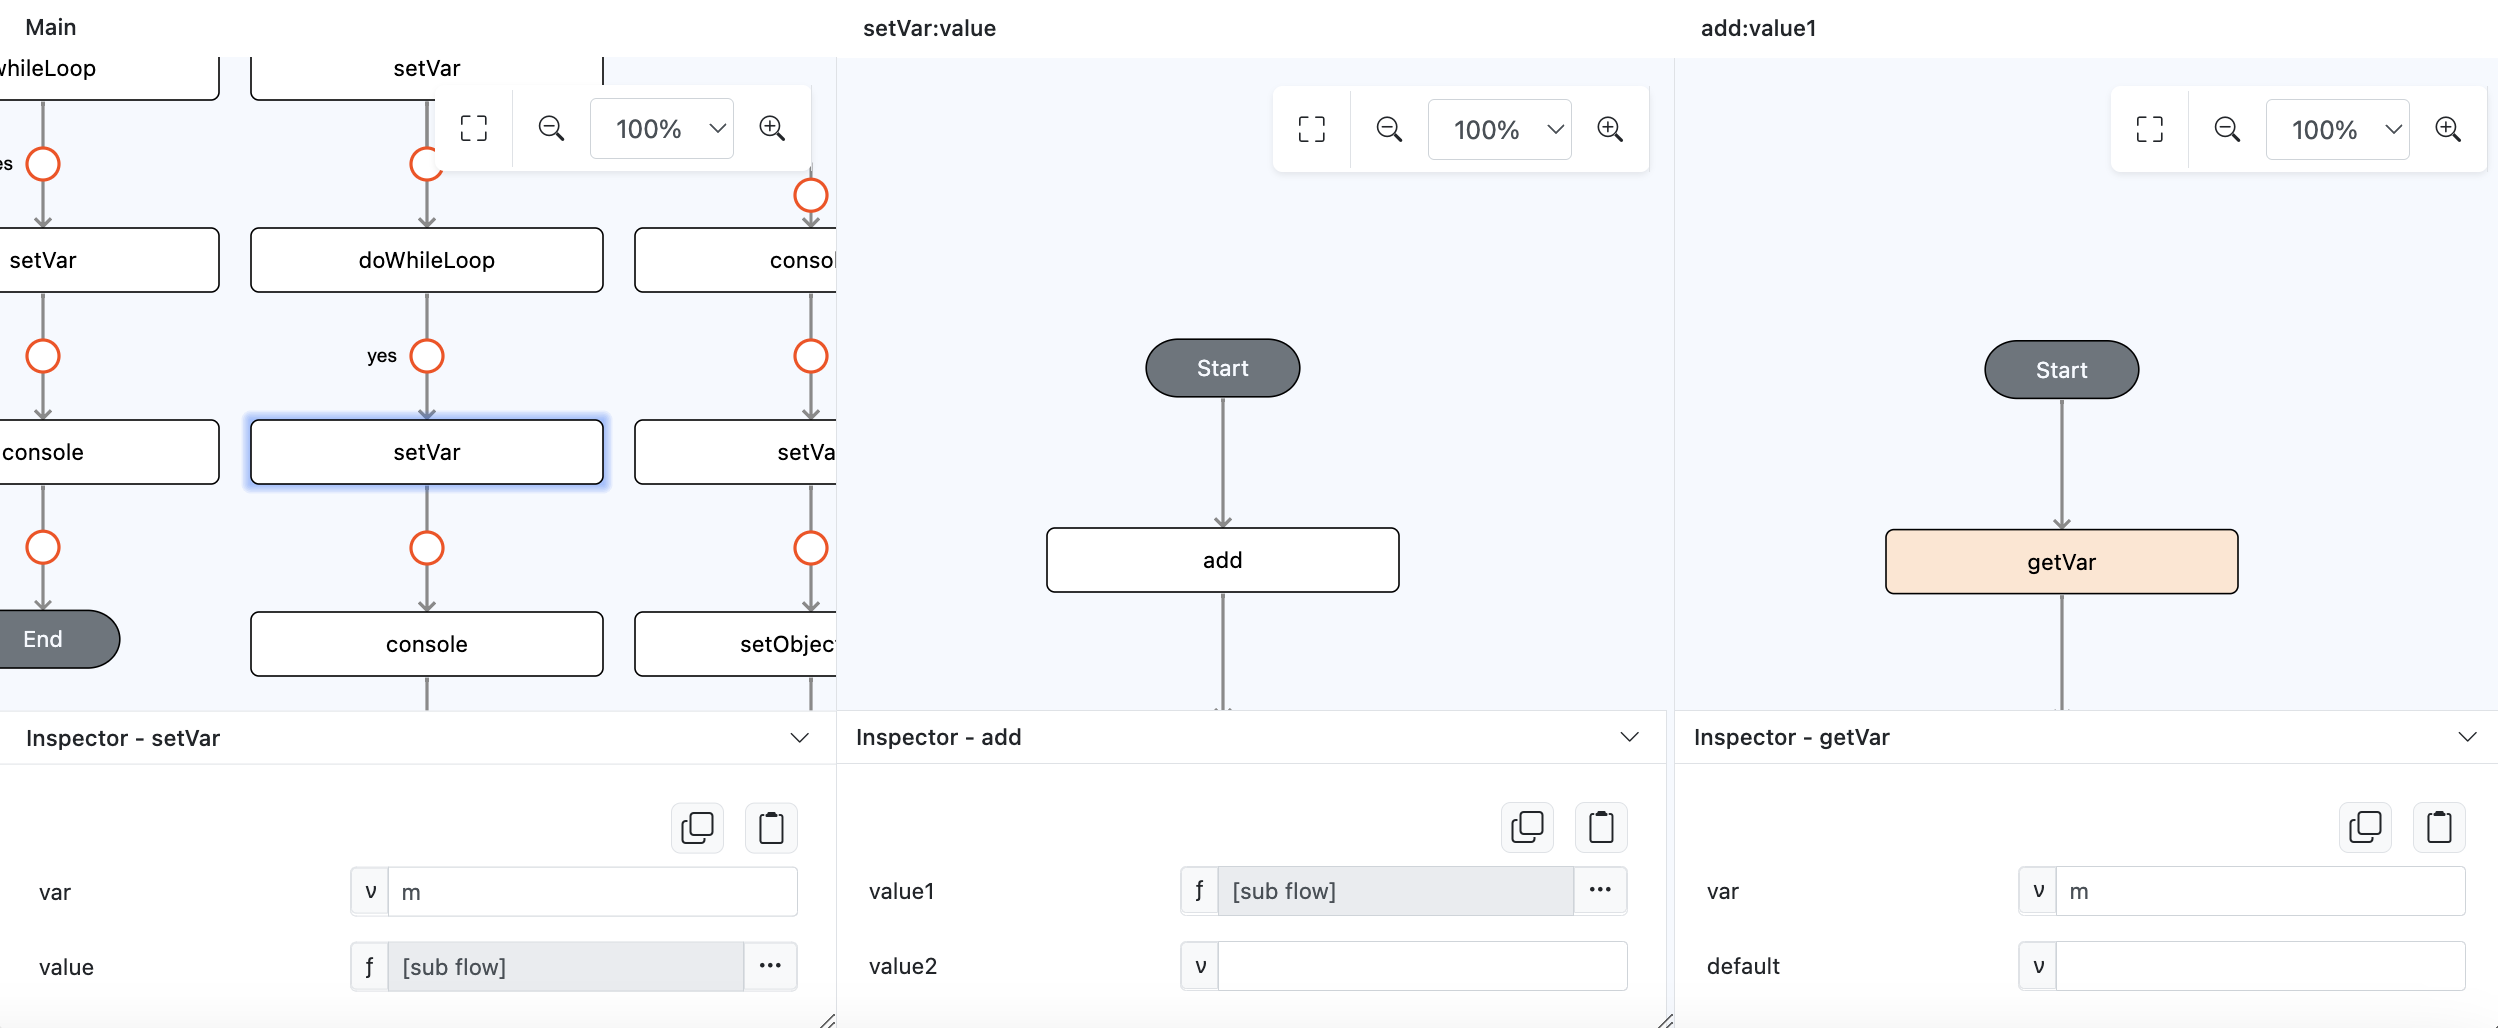 Main
whileLoop
setVar
100%
es
setVar
doWhileLoop
consol
yes
console
setVar
setVa
End
console
setObjec
Inspector - setVar
var
v
m
value
ƒ
[sub flow]
...
setVar:value
100%
Start
add
Inspector - add
value1
ƒ
[sub flow]
...
value2
v
add:value1
100%
Start
getVar
Inspector - getVar
var
v
m
default
v